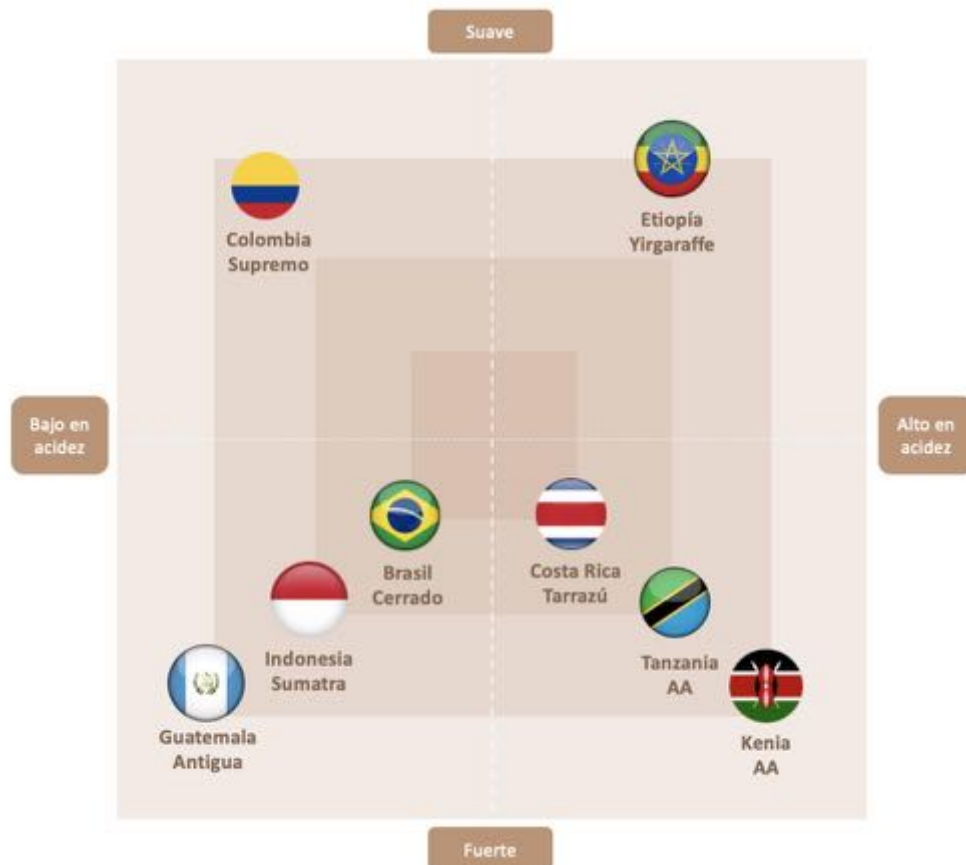 Suave
Colombia
Supremo
Etiopía
Yirgaraffe
Bajo en
acidez
Alto en
acidez
Brasil
Cerrado
Costa Rica
Tarrazú
Indonesia
Sumatra
Tanzania
AA
Guatemala
Antigua
Kenia
AA
Fuerte